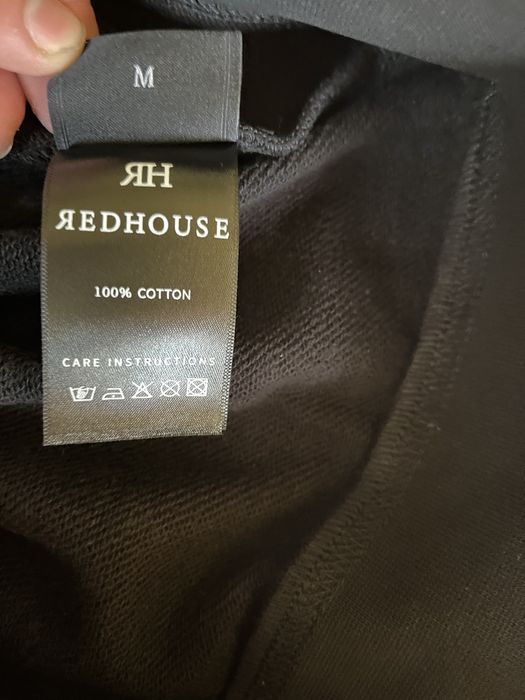 M
ЯH
ЯEDHOUSE
100% COTTON
CARE INSTRUCTIONS